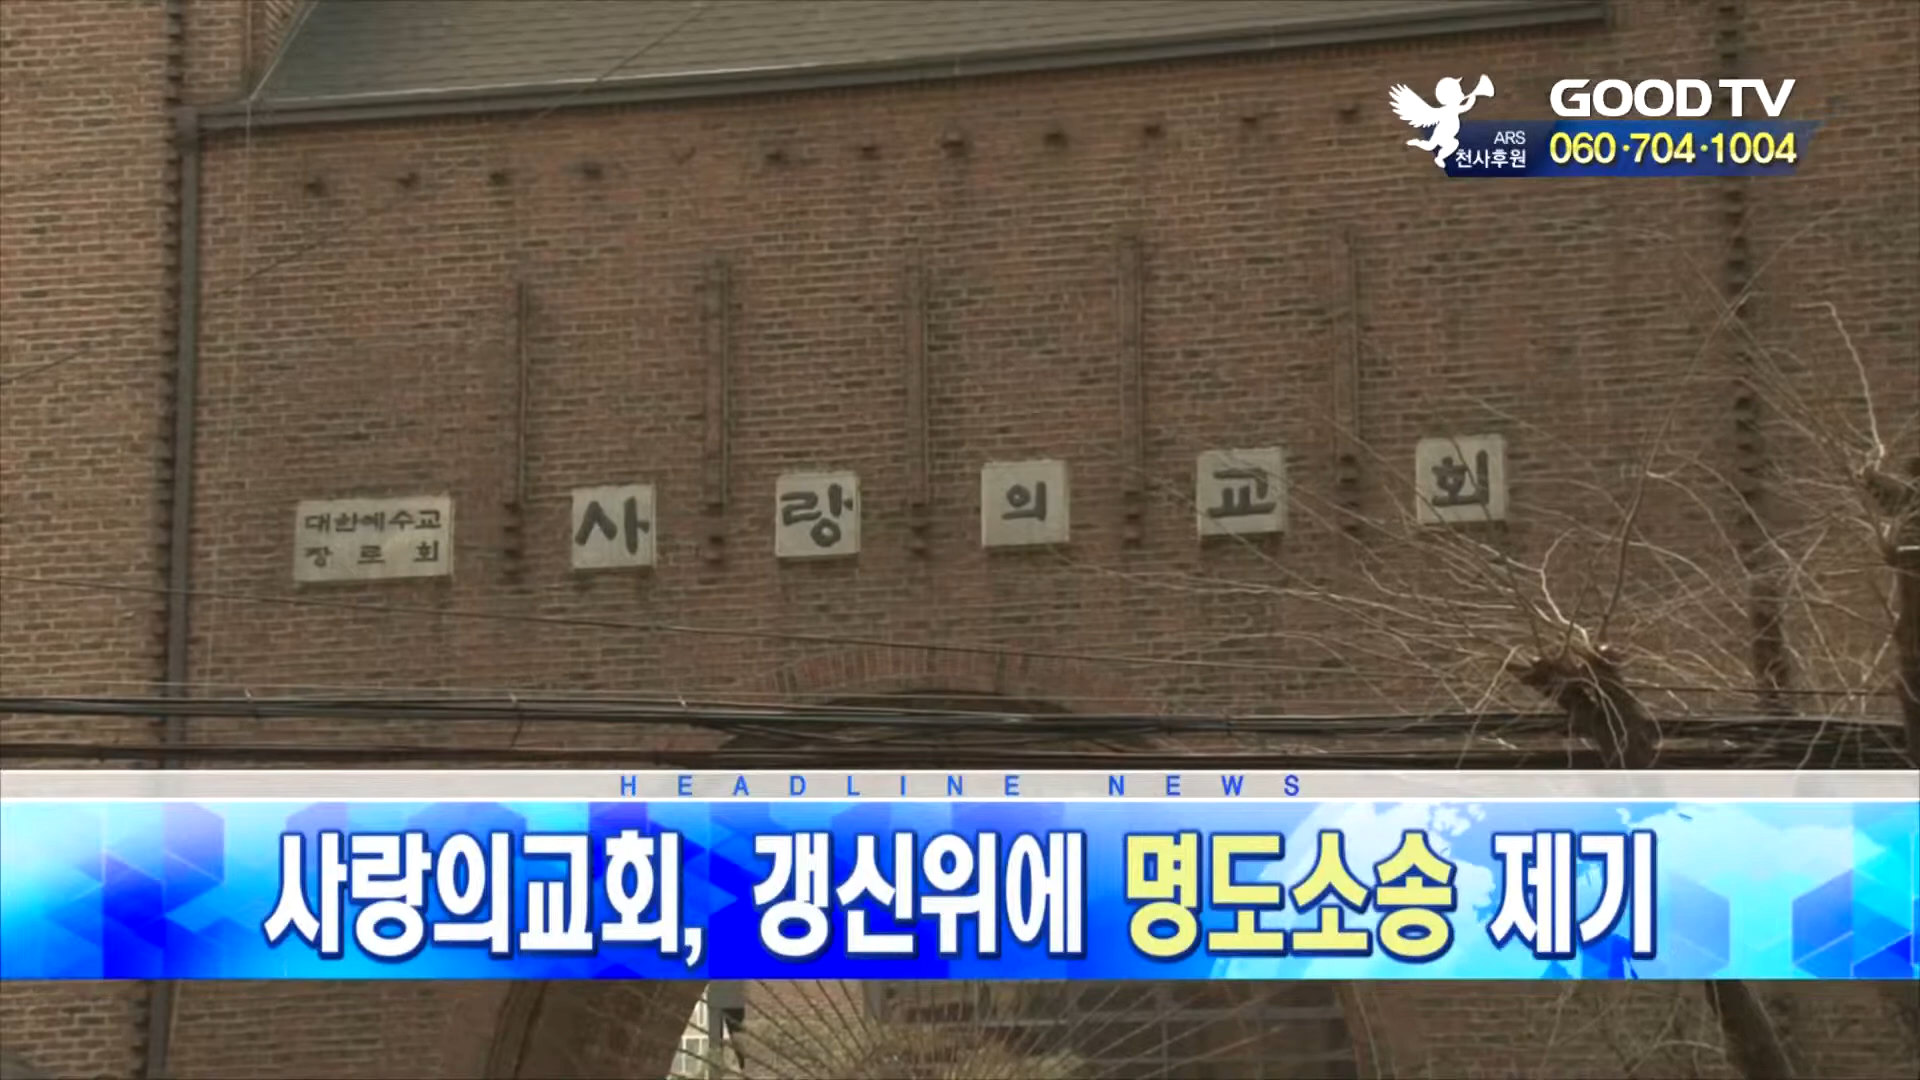 GOOD TV
ARS
천사후원
060·704·1004
대한예수교
장로회
사랑의교회
HEADLINE NEWS
사랑의교회, 갱신위에 명도소송 제기